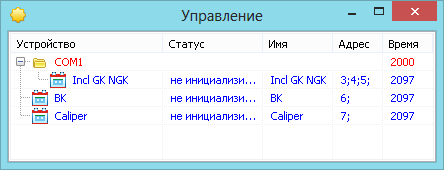 Управление
Устройство Статус Имя Адрес Время
COM1 2000
Incl GK NGK не инициализи... Incl GK NGK 3;4;5; 2097
BK не инициализи... BK 6; 2097
Caliper не инициализи... Caliper 7; 2097